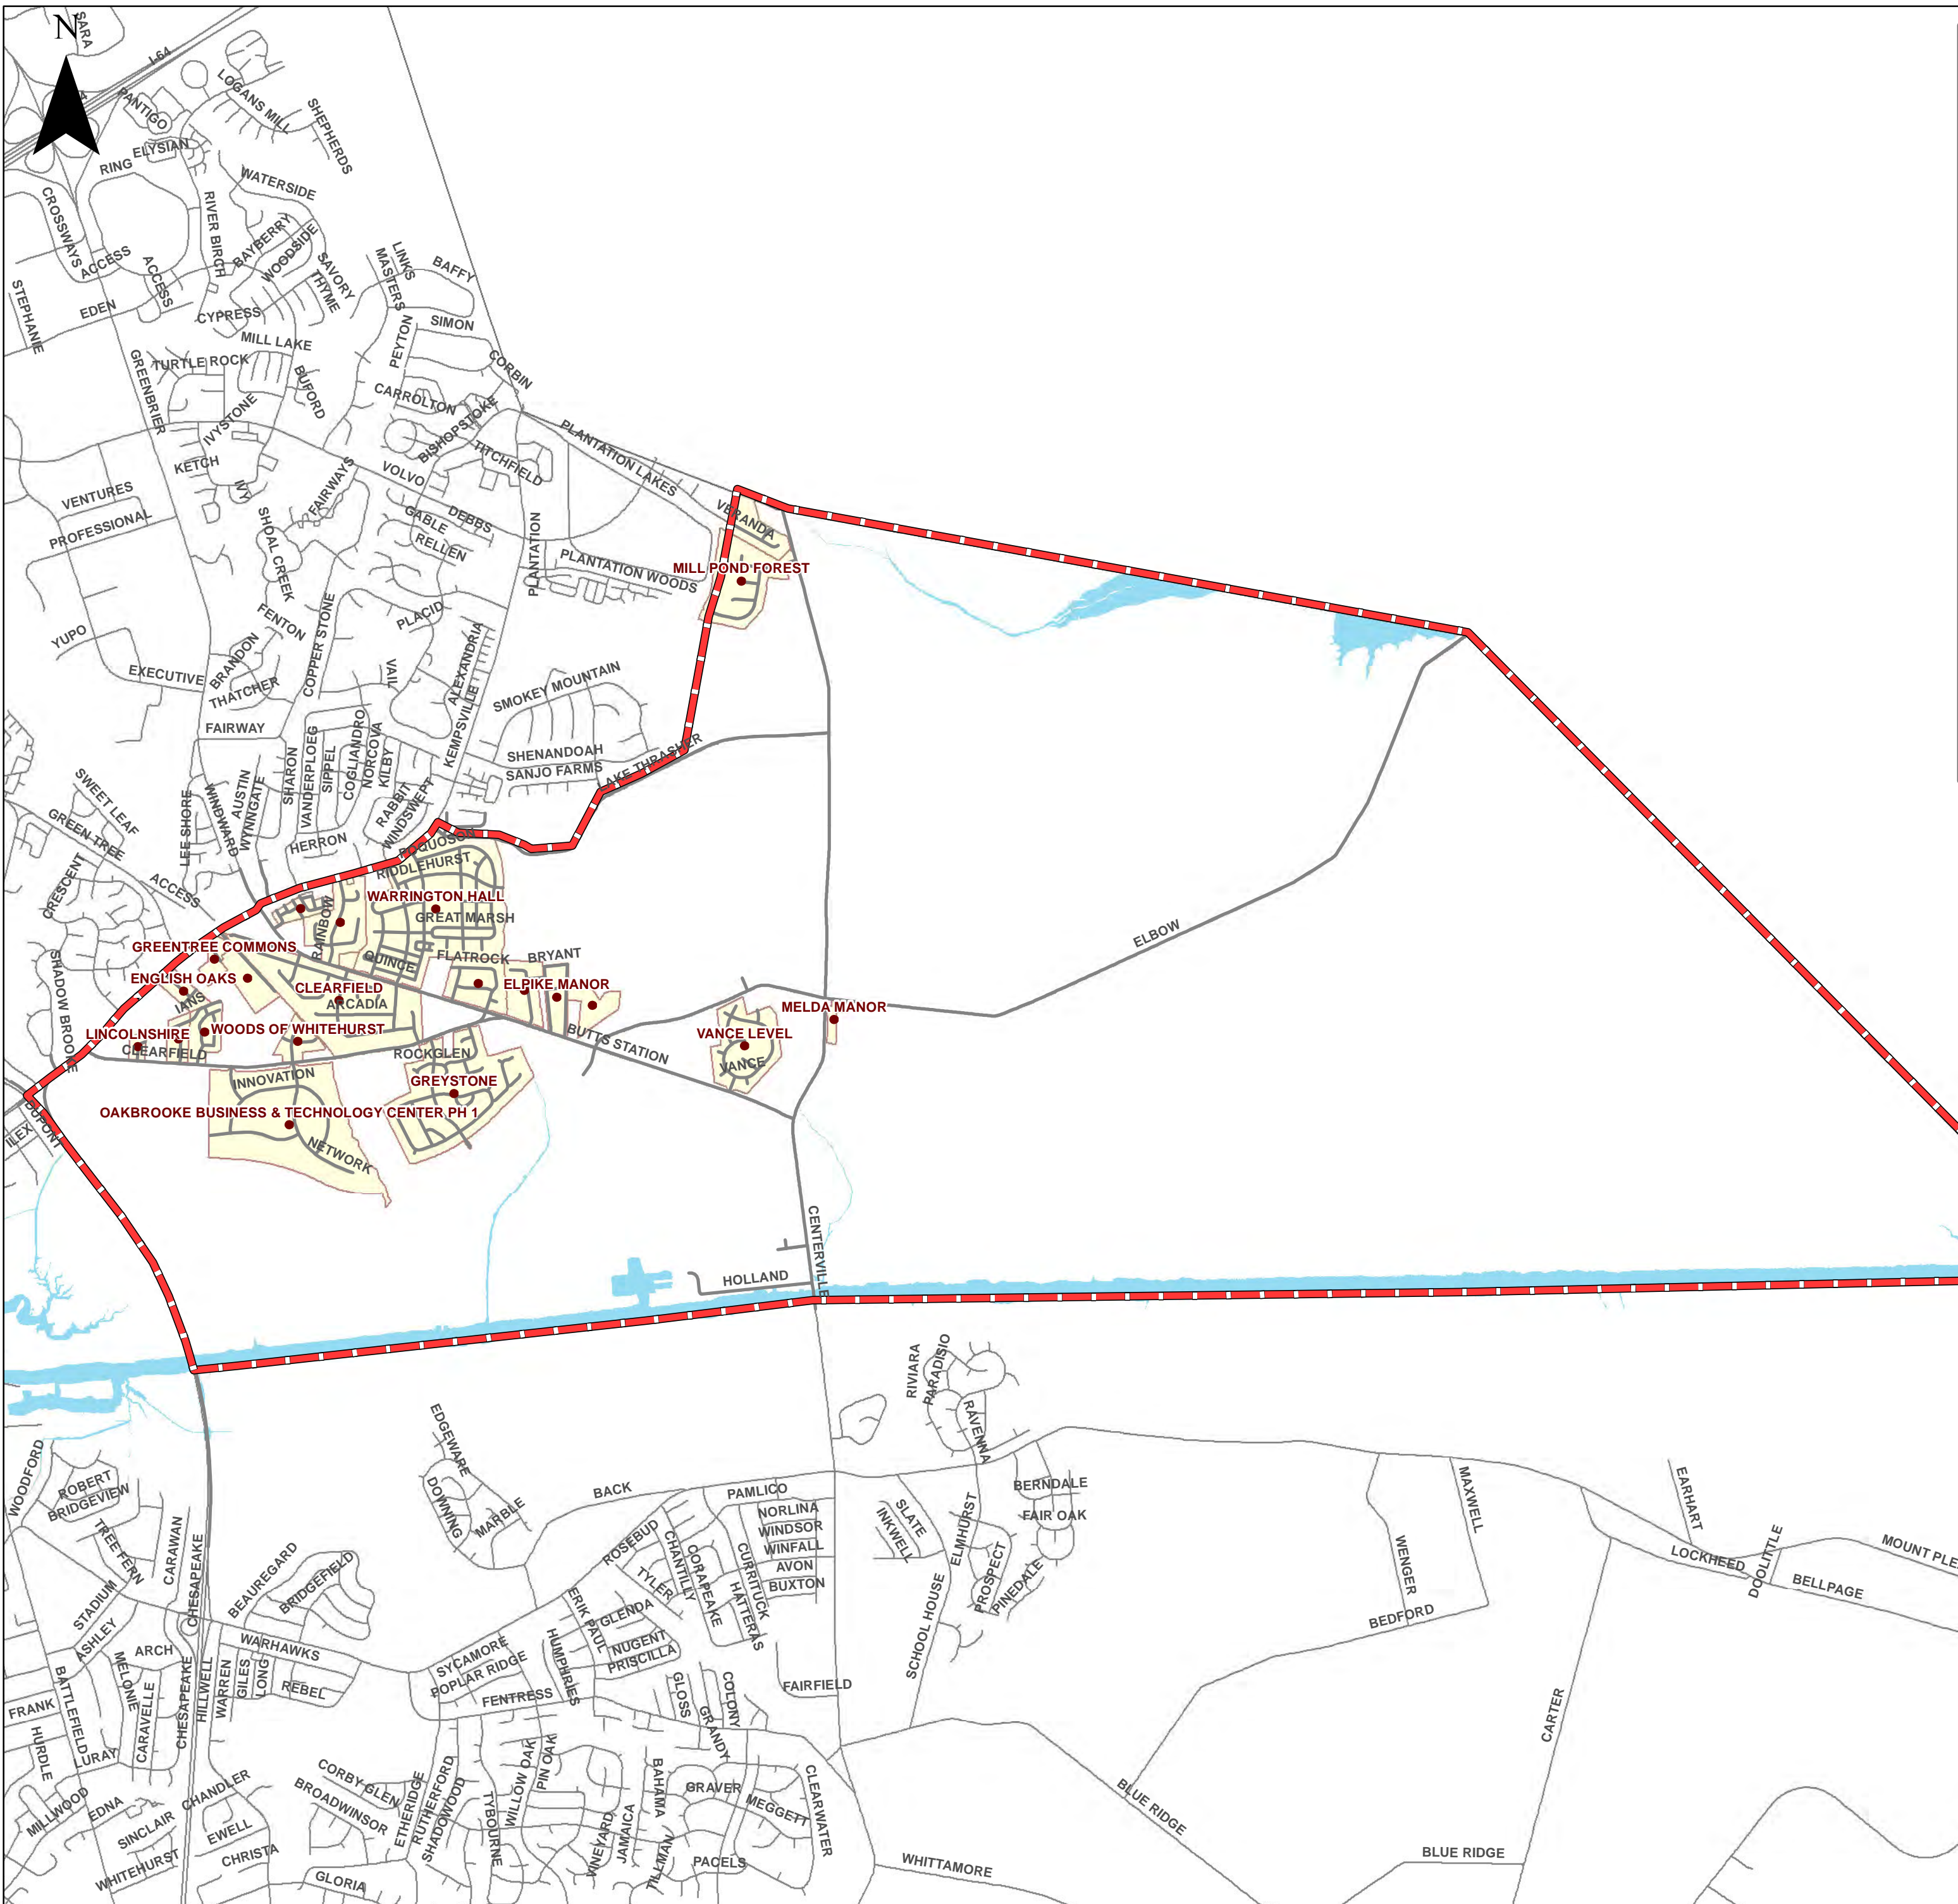 N
SARA
I-64
PANTIGO
LOGANS MILL
SHEPHERDS
ELYSIAN
RING
WATERSIDE
CROSSWAYS
RIVER BIRCH
BAYBERRY
WOODSIDE
SAVORY
THYME
ACCESS
ACCESS
LINKS
MASTERS
BAFFY
STEPHANIE
EDEN
CYPRESS
SIMON
PEYTON
MILL LAKE
TURTLE ROCK
GREENBRIER
BUFORD
CORBIN
CARROLTON
BISHOPSTOKE
IVYSTONE
PLANTATION LAKES
TITCHFIELD
KETCH
VOLVO
IVY
FAIRWAYS
VENTURES
PROFESSIONAL
SHOAL CREEK
GABLE
DEBBS
RELLEN
PLANTATION
VERANDA
PLANTATION WOODS
MILL POND FOREST
FENTON
COPPER STONE
PLACID
YUPO
BRANDON
ALEXANDRIA
EXECUTIVE
THATCHER
VAIL
SMOKEY MOUNTAIN
FAIRWAY
KEMPSVILLE
SHENANDOAH
SANJO FARMS
LAKE THRASHER
SHARON
VANDERPLOEG
SIPPEL
COGLIANDRO
NORCOVA
KILBY
SWEET LEAF
GREEN TREE
LEE SHORE
WINDWARD
AUSTIN
WYNNGATE
RABBIT
WINDSWEPT
HERRON
POQUOSON
RIDDLEHURST
CRESCENT
ACCESS
WARRINGTON HALL
GREAT MARSH
RAINBOW
GREENTREE COMMONS
QUINCE
FLATROCK
BRYANT
ELBOW
SHADOW BROOKE
ENGLISH OAKS
CLEARFIELD
ELPIKE MANOR
IANS
ARCADIA
MELDA MANOR
LINCOLNSHIRE
WOODS OF WHITEHURST
BUTTS STATION
VANCE LEVEL
CLEARFIELD
ROCKGLEN
VANCE
INNOVATION
GREYSTONE
DUPONT
ILEX
OAKBROOKE BUSINESS & TECHNOLOGY CENTER PH 1
NETWORK
CENTERVILLE
HOLLAND
RIVIARA
PARADISIO
RAVENNA
EDGEWARE
WOODFORD
ROBERT
BRIDGEVIEW
DOWNING
MARBLE
BACK
PAMLICO
BERNDALE
MAXWELL
EARHART
NORLINA
WINDSOR
WINFALL
AVON
BUXTON
SLATE
INKWELL
FAIR OAK
ELMHURST
TREE FERN
CARAWAN
CHESAPEAKE
ROSEBUD
CHANTILLY
CORAPEAKE
CURRITUCK
HATTERAS
TYLER
WENGER
LOCKHEED
DOOLITTLE
MOUNT PLE
BELLPAGE
BEAUREGARD
BRIDGEFIELD
PROSPECT
PINEDALE
STADIUM
ASHLEY
ERIK PAUL
GLENDA
NUGENT
PRISCILLA
SCHOOL HOUSE
BEDFORD
ARCH
WARHAWKS
SYCAMORE
POPLAR RIDGE
HUMPHRIES
MELONIE
CARAVELLE
CHESAPEAKE
HILLWELL
WARREN
GILES
LONG
REBEL
FENTRESS
GLOSS
COLONY
GRANDY
FAIRFIELD
BATTLEFIELD
FRANK
HURDLE
LURAY
CARTER
CORBY GLEN
BROADWINSOR
ETHERIDGE
RUTHERFORD
SHADOWOOD
WILLOW OAK
PIN OAK
TYBOURNE
BAHAMA
GRAVER
MEGGETT
CLEARWATER
BLUE RIDGE
MILLWOOD
EDNA
SINCLAIR
CHANDLER
EWELL
WHITEHURST
CHRISTA
GLORIA
VINEYARD
JAMAICA
TILLMAN
PACELS
WHITTAMORE
BLUE RIDGE